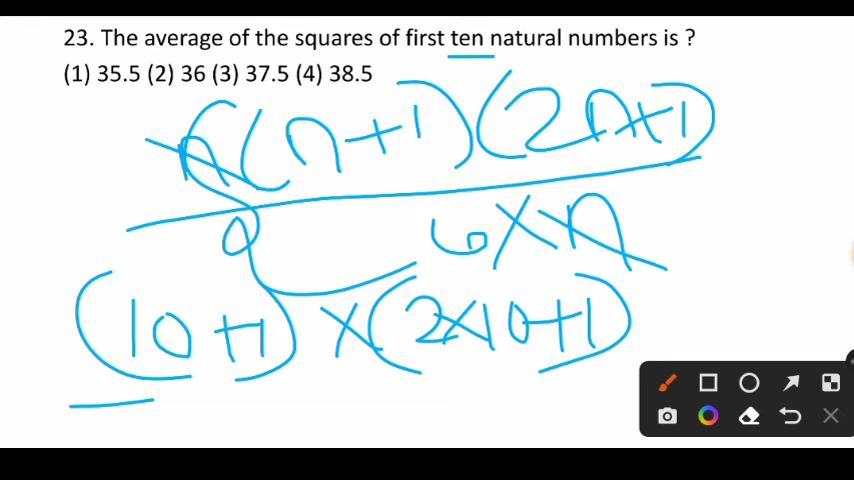 23. The average of the squares of first ten natural numbers is ?
(1) 35.5 (2) 36 (3) 37.5 (4) 38.5
n(n+1)(2n+1)
6×n
(10+1)×(2×10+1)